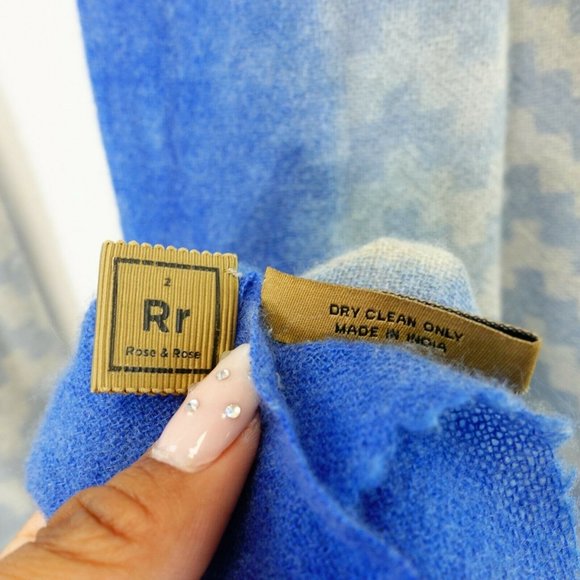 2
Rr
Rose & Rose
DRY CLEAN ONLY
MADE IN INDIA